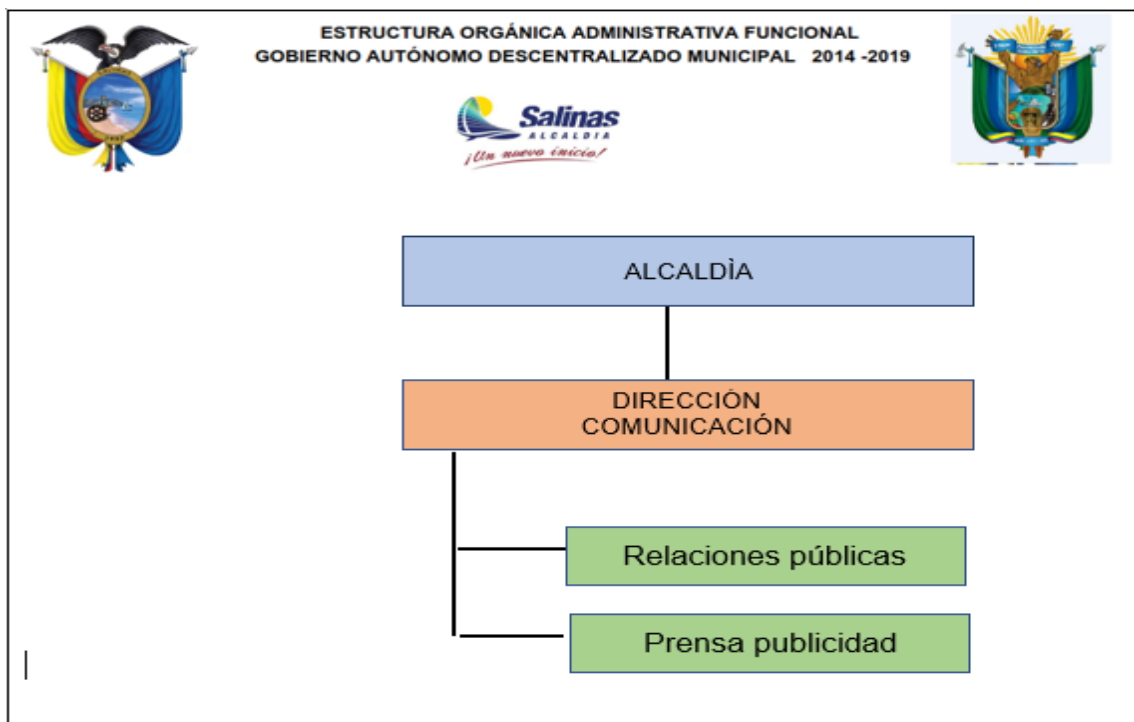 ESTRUCTURA ORGÁNICA ADMINISTRATIVA FUNCIONAL
GOBIERNO AUTÓNOMO DESCENTRALIZADO MUNICIPAL 2014 -2019
Salinas
ALCALDIA
¡Un nuevo inicio!
ALCALDÌA
DIRECCIÓN
COMUNICACIÓN
Relaciones públicas
Prensa publicidad